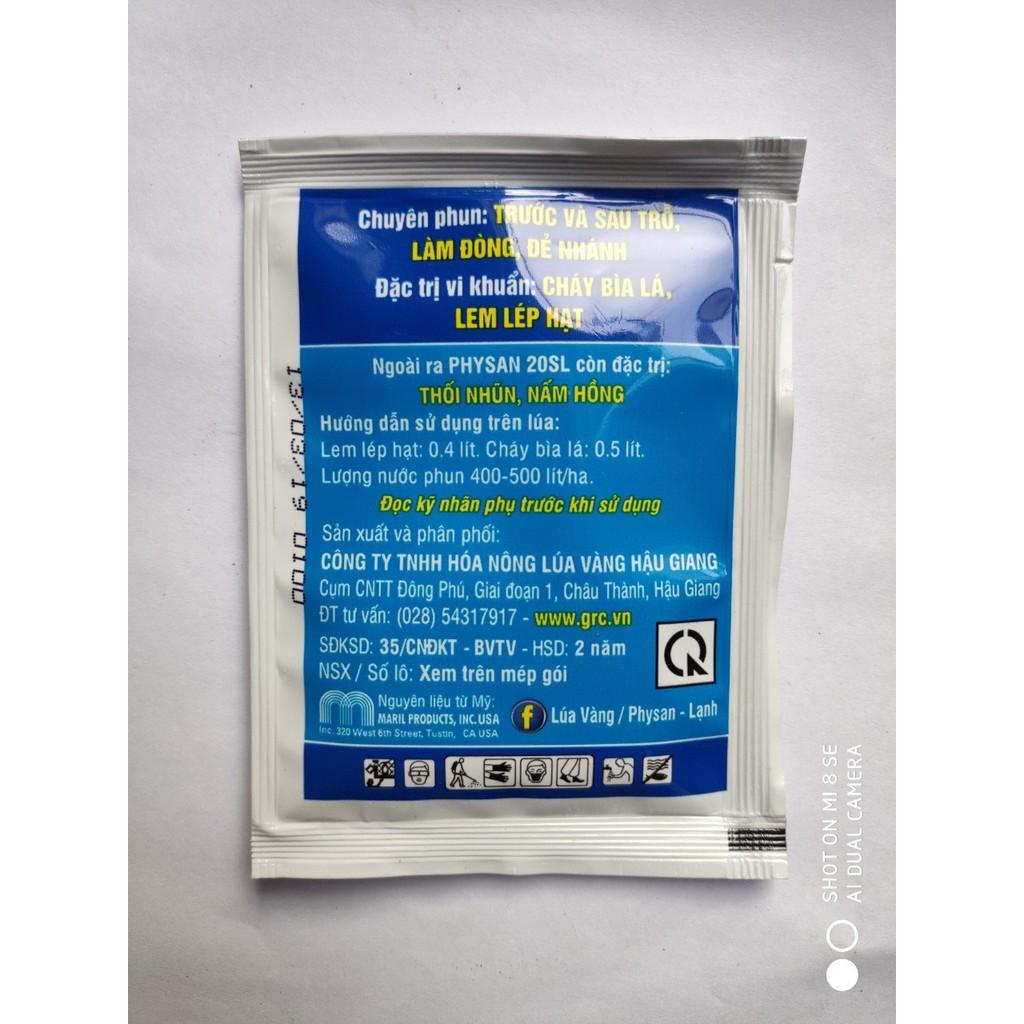 Chuyên phun: TRƯỚC VÀ SAU TRỖ,
LÀM ĐÒNG, ĐẺ NHÁNH
Đặc trị vi khuẩn: CHÁY BÌA LÁ,
LEM LÉP HẠT
Ngoài ra PHYSAN 20SL còn đặc trị:
THỐI NHŨN, NẤM HỒNG
Hướng dẫn sử dụng trên lúa:
Lem lép hạt: 0.4 lít. Cháy bìa lá: 0.5 lít.
Lượng nước phun 400-500 lít/ha.
Đọc kỹ nhãn phụ trước khi sử dụng
Sản xuất và phân phối:
CÔNG TY TNHH HÓA NÔNG LÚA VÀNG HẬU GIANG
Cụm CNTT Đông Phú, Giai đoạn 1, Châu Thành, Hậu Giang
ĐT tư vấn: (028) 54317917 - www.grc.vn
SĐKSD: 35/CNĐKT - BVTV - HSD: 2 năm
NSX / Số lô: Xem trên mép gói
Nguyên liệu từ Mỹ:
MARIL PRODUCTS, INC.USA
Inc. 320 West 6th Street, Tustin, CA USA
f Lúa Vàng / Physan - Lạnh
13/03/19 0100
SHOT ON MI 8 SE
AI DUAL CAMERA